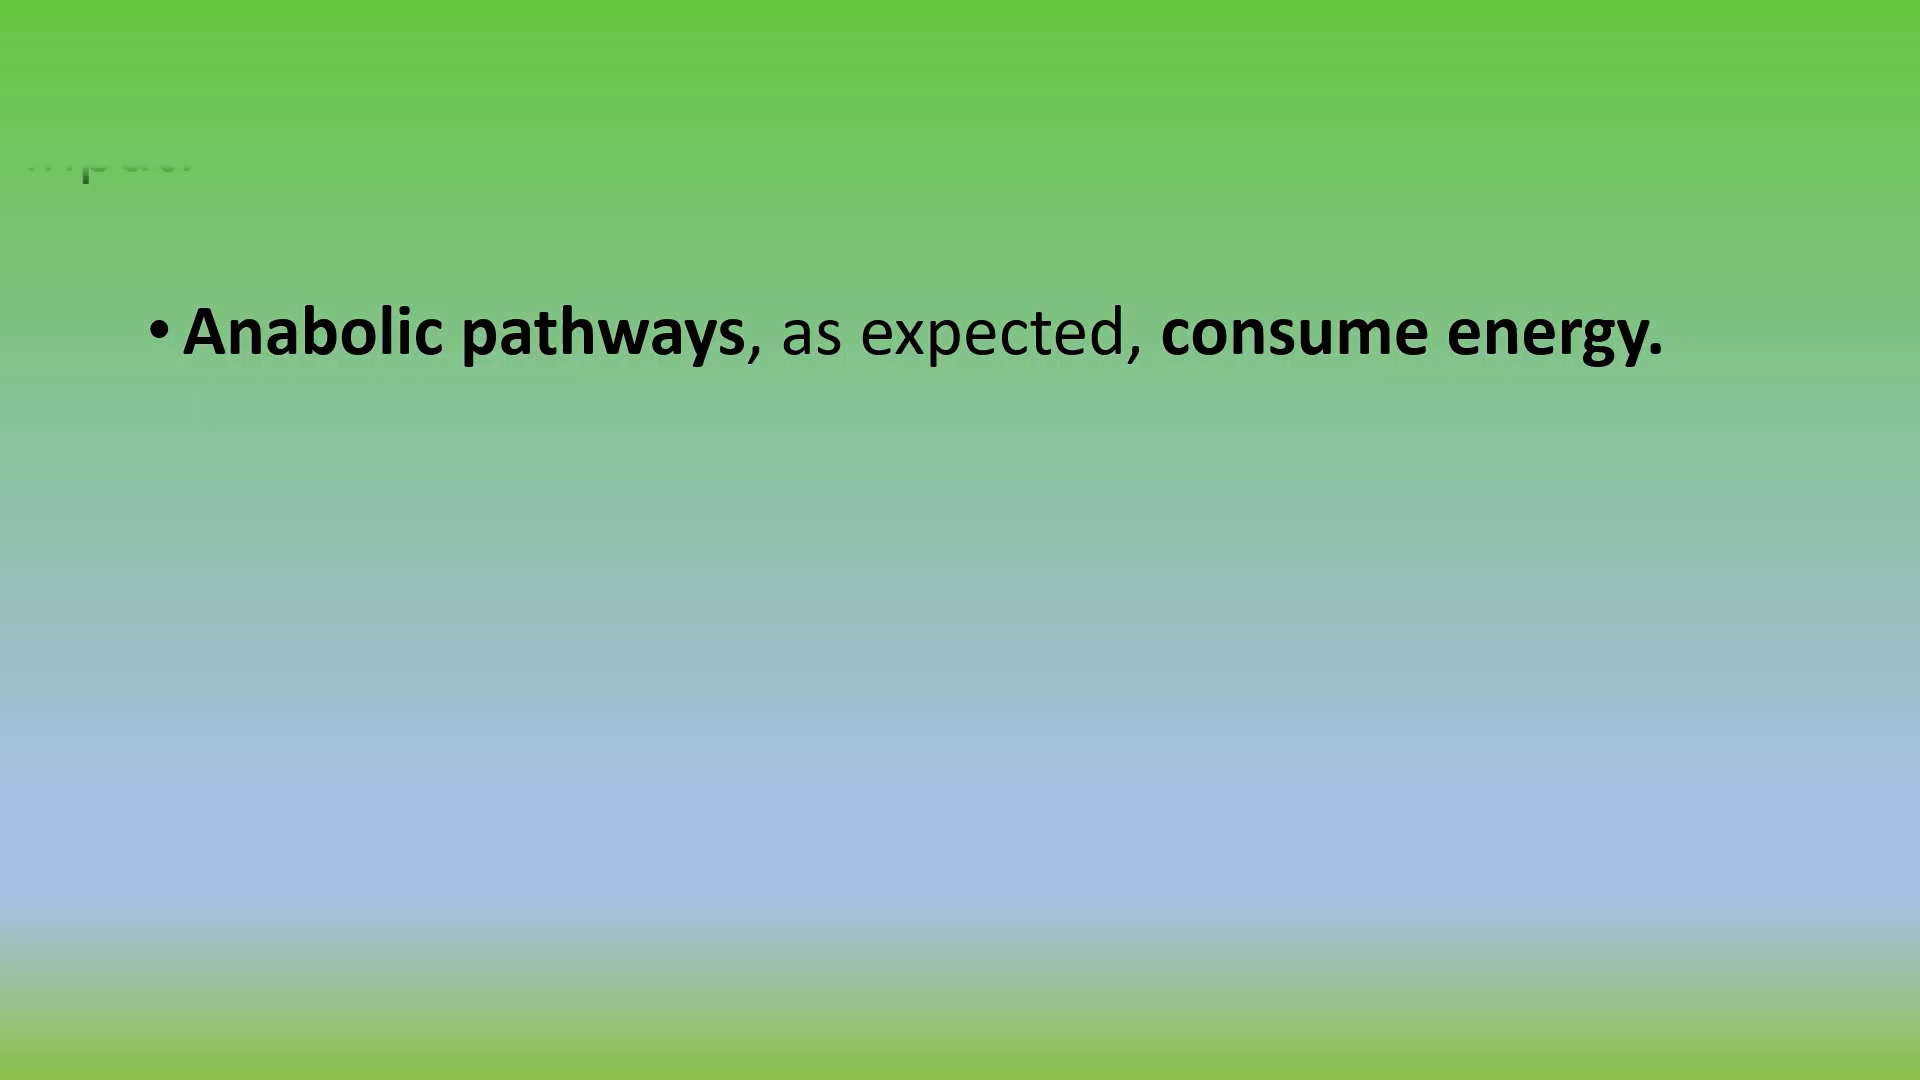 • Anabolic pathways, as expected, consume energy.